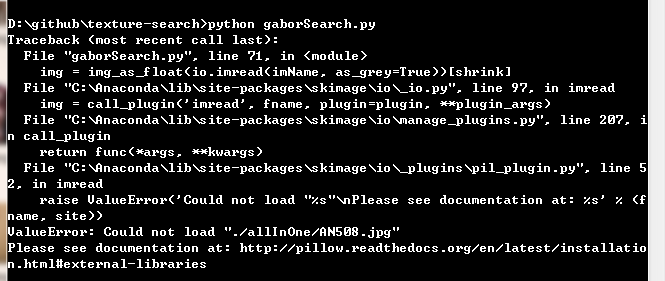 D:\github\texture-search>python gaborSearch.py
Traceback (most recent call last):
  File "gaborSearch.py", line 71, in <module>
    img = img_as_float(io.imread(imName, as_grey=True))[shrink]
  File "C:\Anaconda\lib\site-packages\skimage\io\_io.py", line 97, in imread
    img = call_plugin('imread', fname, plugin=plugin, **plugin_args)
  File "C:\Anaconda\lib\site-packages\skimage\io\manage_plugins.py", line 207, i
n call_plugin
    return func(*args, **kwargs)
  File "C:\Anaconda\lib\site-packages\skimage\io\_plugins\pil_plugin.py", line 5
2, in imread
    raise ValueError('Could not load "%s"\nPlease see documentation at: %s' % (f
name, site))
ValueError: Could not load "./allInOne/AN508.jpg"
Please see documentation at: http://pillow.readthedocs.org/en/latest/installatio
n.html#external-libraries